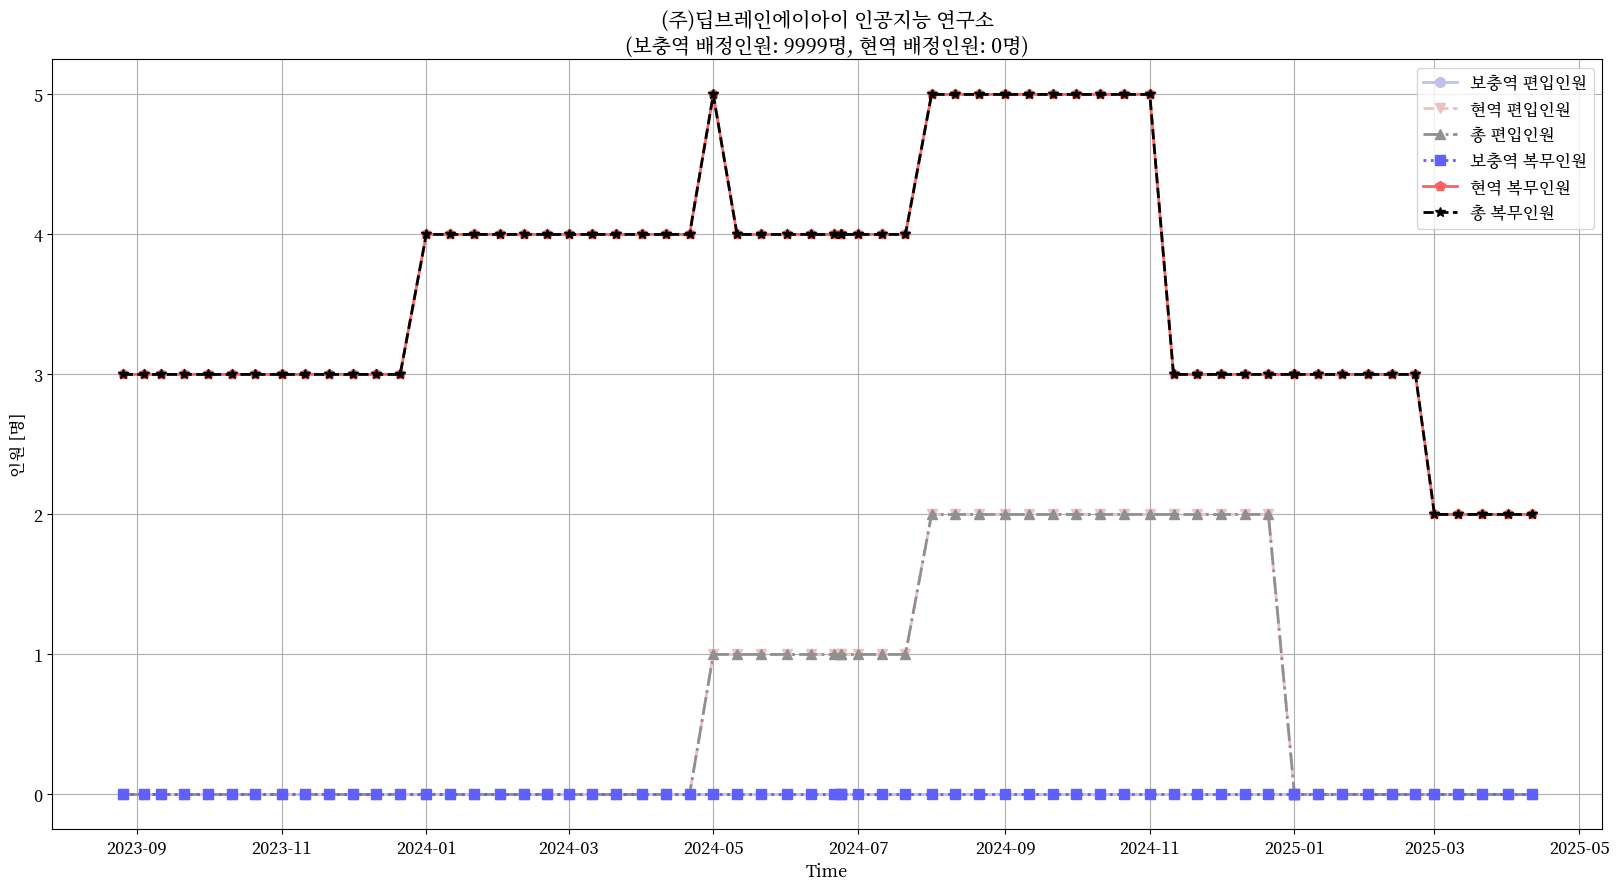 (주)딥브레인에이아이 인공지능 연구소
(보충역 배정인원: 9999명, 현역 배정인원: 0명)
보충역 편입인원
현역 편입인원
총 편입인원
보충역 복무인원
현역 복무인원
총 복무인원
인원 [명]
5
4
3
2
1
0
2023-09 2023-11 2024-01 2024-03 2024-05 2024-07 2024-09 2024-11 2025-01 2025-03 2025-05
Time